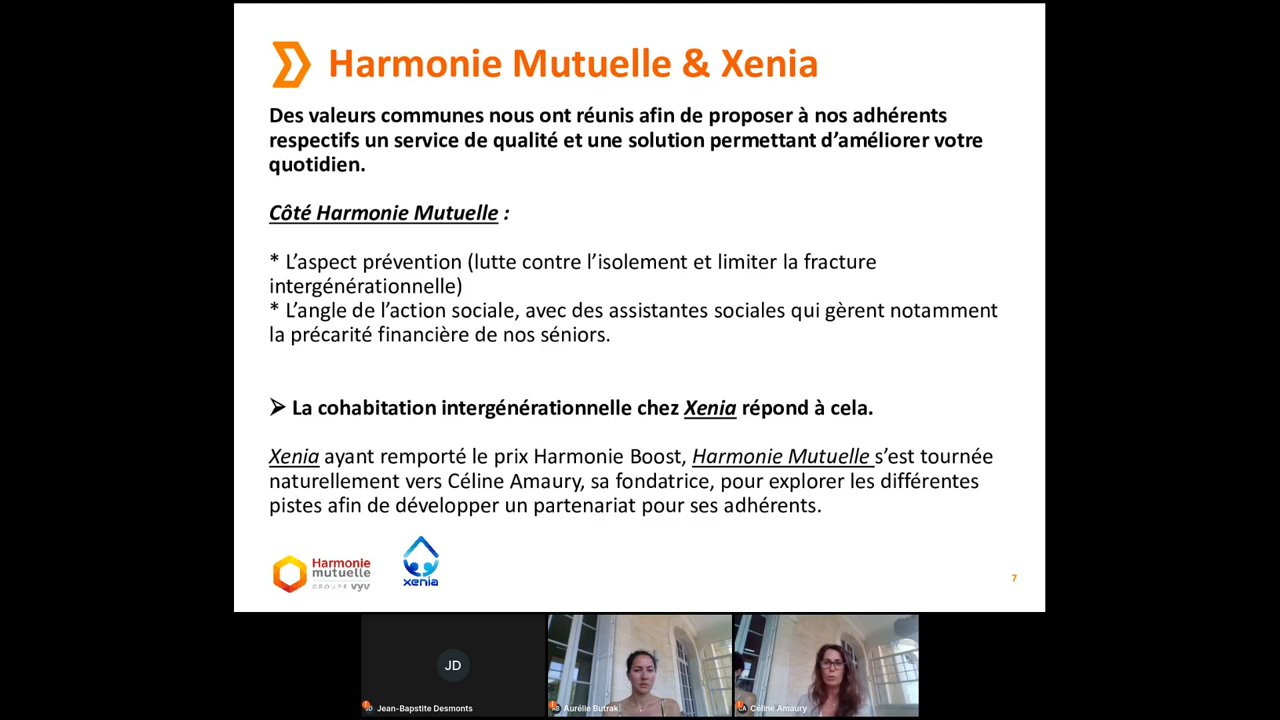 Harmonie Mutuelle & Xenia
Des valeurs communes nous ont réunis afin de proposer à nos adhérents
respectifs un service de qualité et une solution permettant d’améliorer votre
quotidien.
Côté Harmonie Mutuelle :
* L’aspect prévention (lutte contre l’isolement et limiter la fracture
intergénérationnelle)
* L’angle de l’action sociale, avec des assistantes sociales qui gèrent notamment
la précarité financière de nos séniors.
➢ La cohabitation intergénérationnelle chez Xenia répond à cela.
Xenia ayant remporté le prix Harmonie Boost, Harmonie Mutuelle s’est tournée
naturellement vers Céline Amaury, sa fondatrice, pour explorer les différentes
pistes afin de développer un partenariat pour ses adhérents.
Harmonie
mutuelle
GROUPE vyv
xenia
7
JD
JD Jean-Bapstite Desmonts
AB Aurélie Butrak
CA Céline Amaury